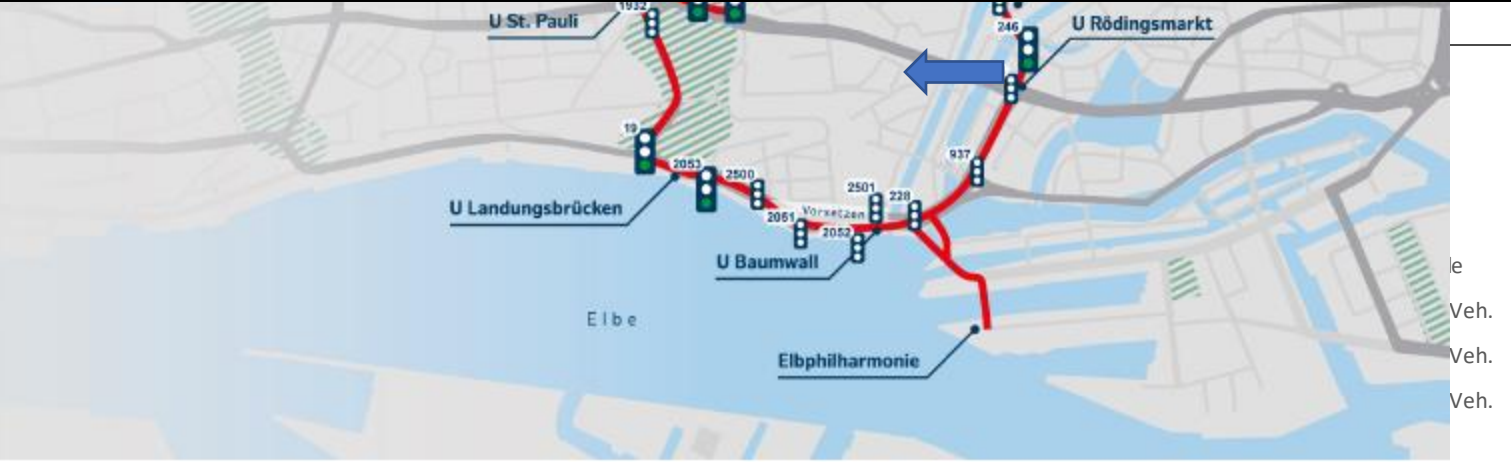 1932
U St. Pauli
246
U Rödingsmarkt
19
937
2053
2500
2501
228
U Landungsbrücken
2051
Vorsetzen
2052
U Baumwall
le
Elbe
Veh.
Elbphilharmonie
Veh.
Veh.